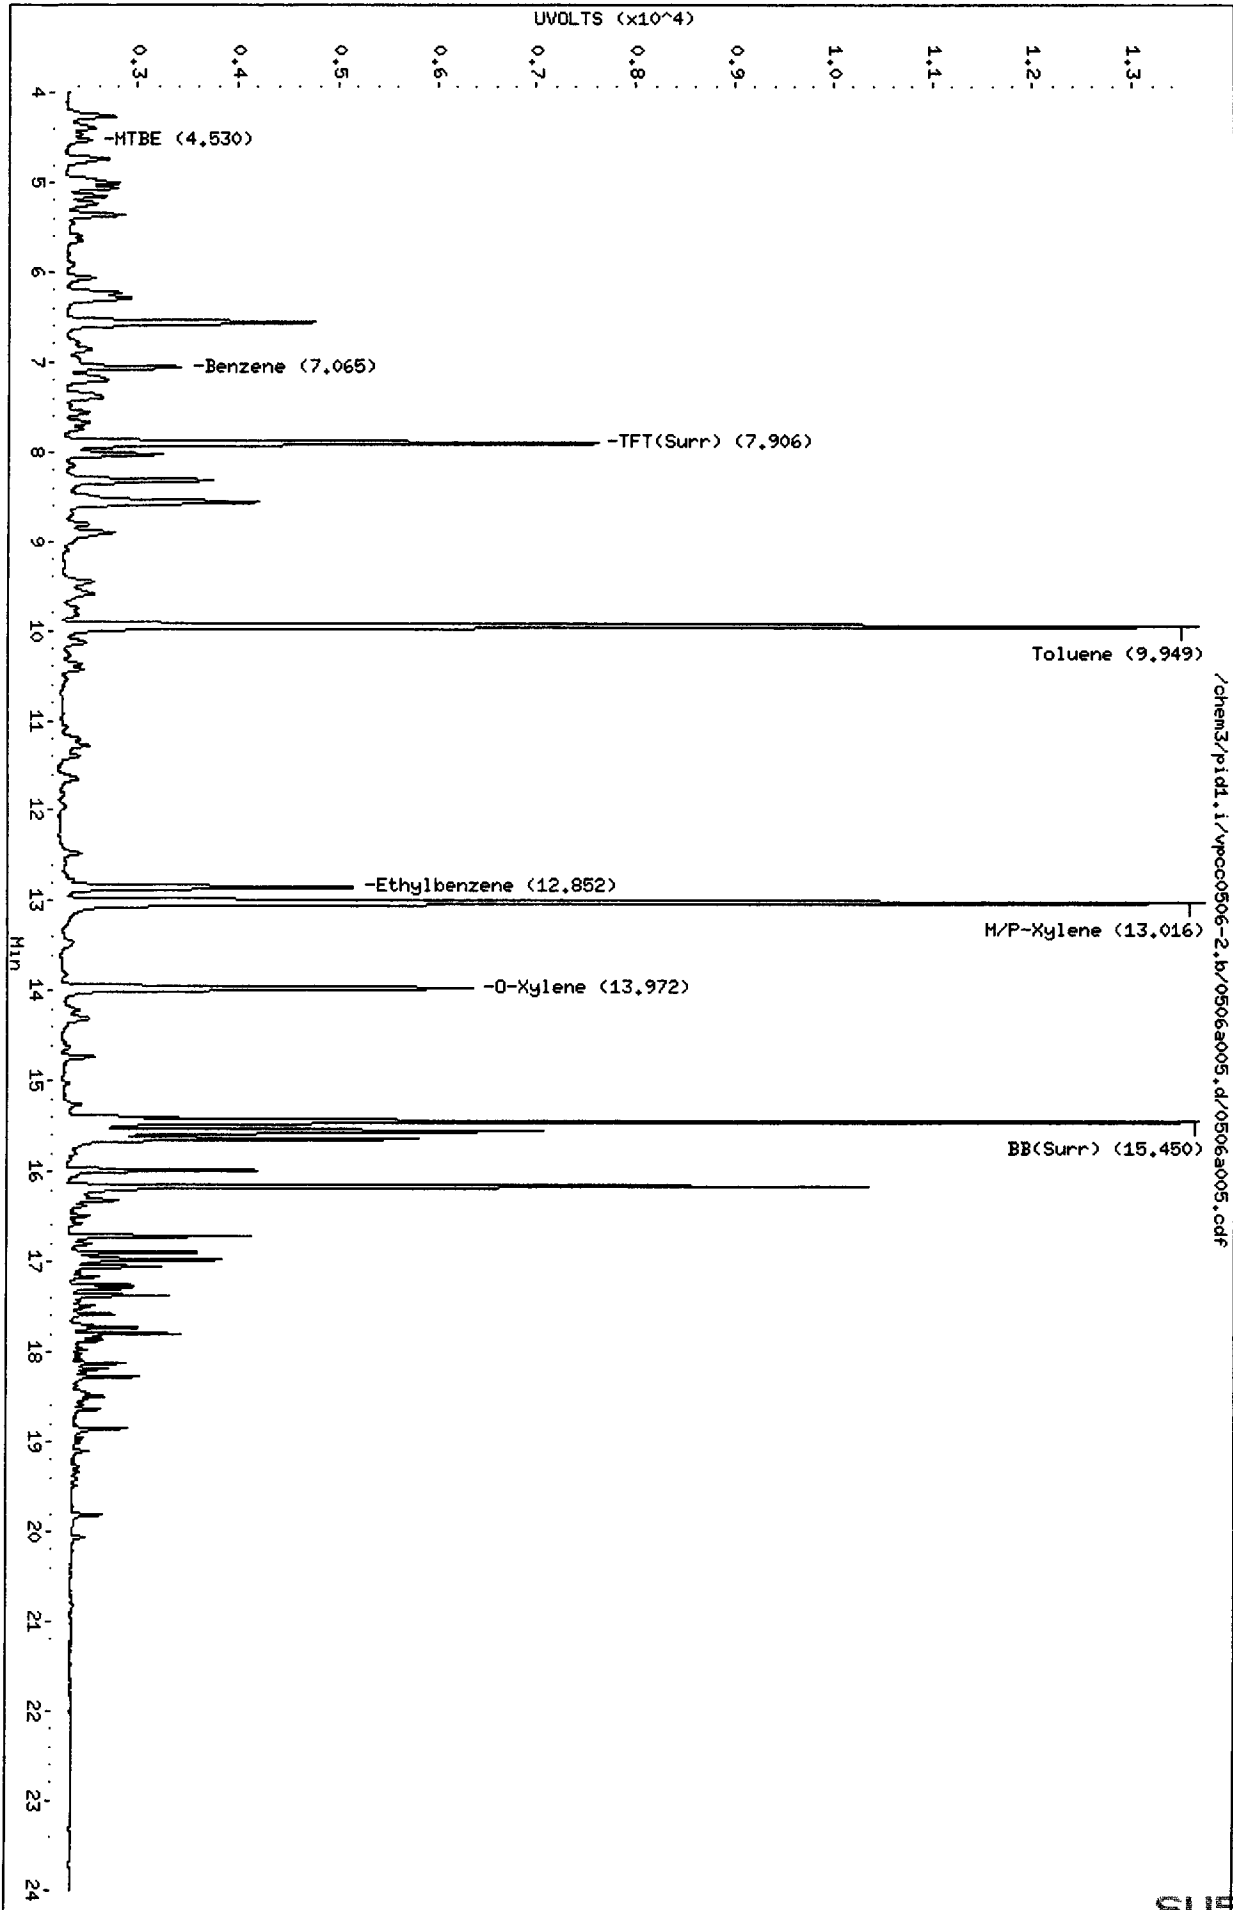 /chem3/pid1.i/vpcc0506-2.b/0506a005.d/0506a005.cdf
UVOLTS (x10^4)
1.3
1.2
1.1
1.0
0.9
0.8
0.7
0.6
0.5
0.4
0.3
-MTBE (4.530)
-Benzene (7.065)
-TFT(Surr) (7.906)
Toluene (9.949)
-Ethylbenzene (12.852)
M/P-Xylene (13.016)
-O-Xylene (13.972)
BB(Surr) (15.450)
4 5 6 7 8 9 10 11 12 13 14 15 16 17 18 19 20 21 22 23 24
Min